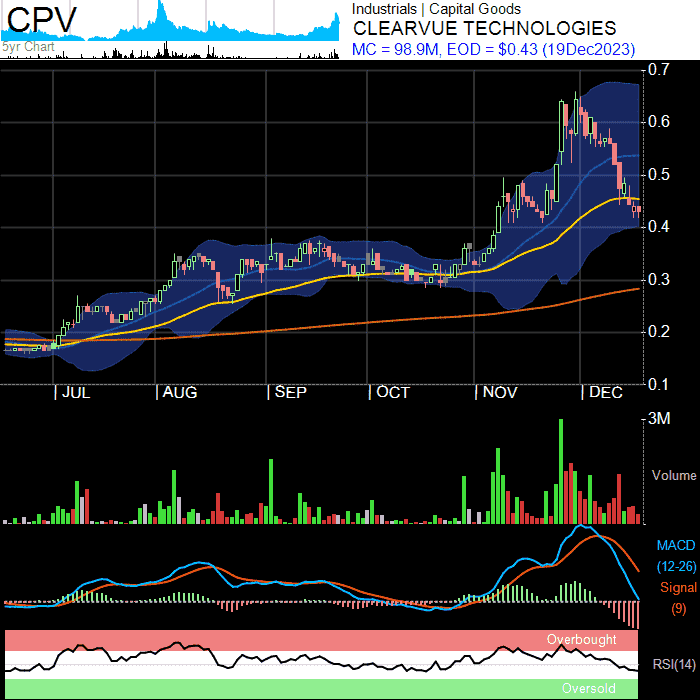 CPV
5yr Chart
Industrials | Capital Goods
CLEARVUE TECHNOLOGIES
MC = 98.9M, EOD = $0.43 (19Dec2023)
0.7
0.6
0.5
0.4
0.3
0.2
0.1
JUL AUG SEP OCT NOV DEC
3M
Volume
MACD
(12-26)
Signal
(9)
Overbought
RSI(14)
Oversold